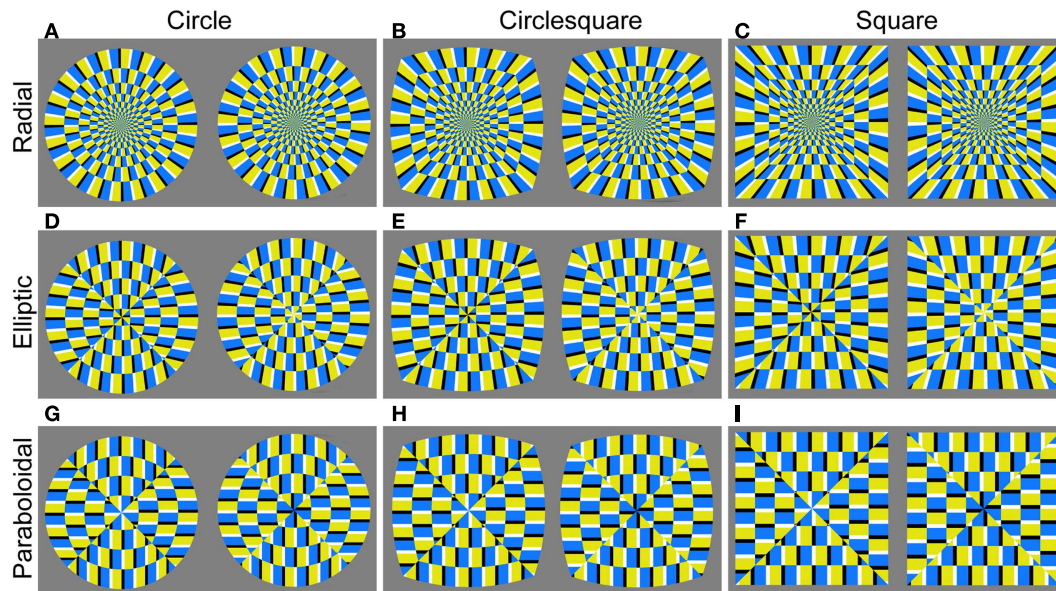 Circle Circlesquare Square
A B C
Radial
D E F
Elliptic
G H I
Paraboloidal